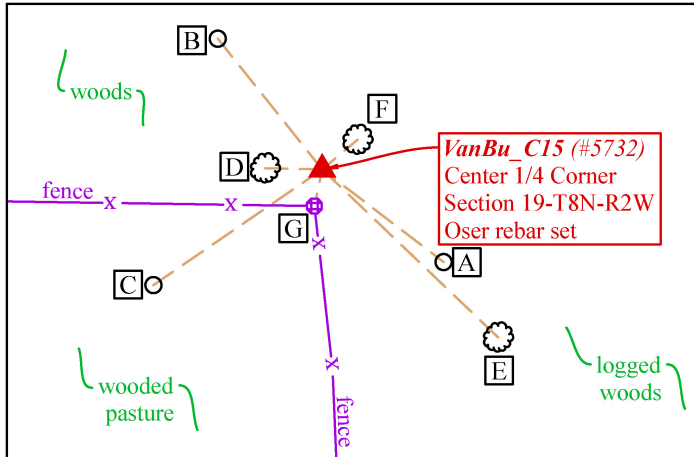 B
woods
F
D
VanBu_C15 (#5732)
Center 1/4 Corner
Section 19-T8N-R2W
Oser rebar set
fence
x
x
G
x
A
C
E
x
wooded
pasture
logged
woods
fence